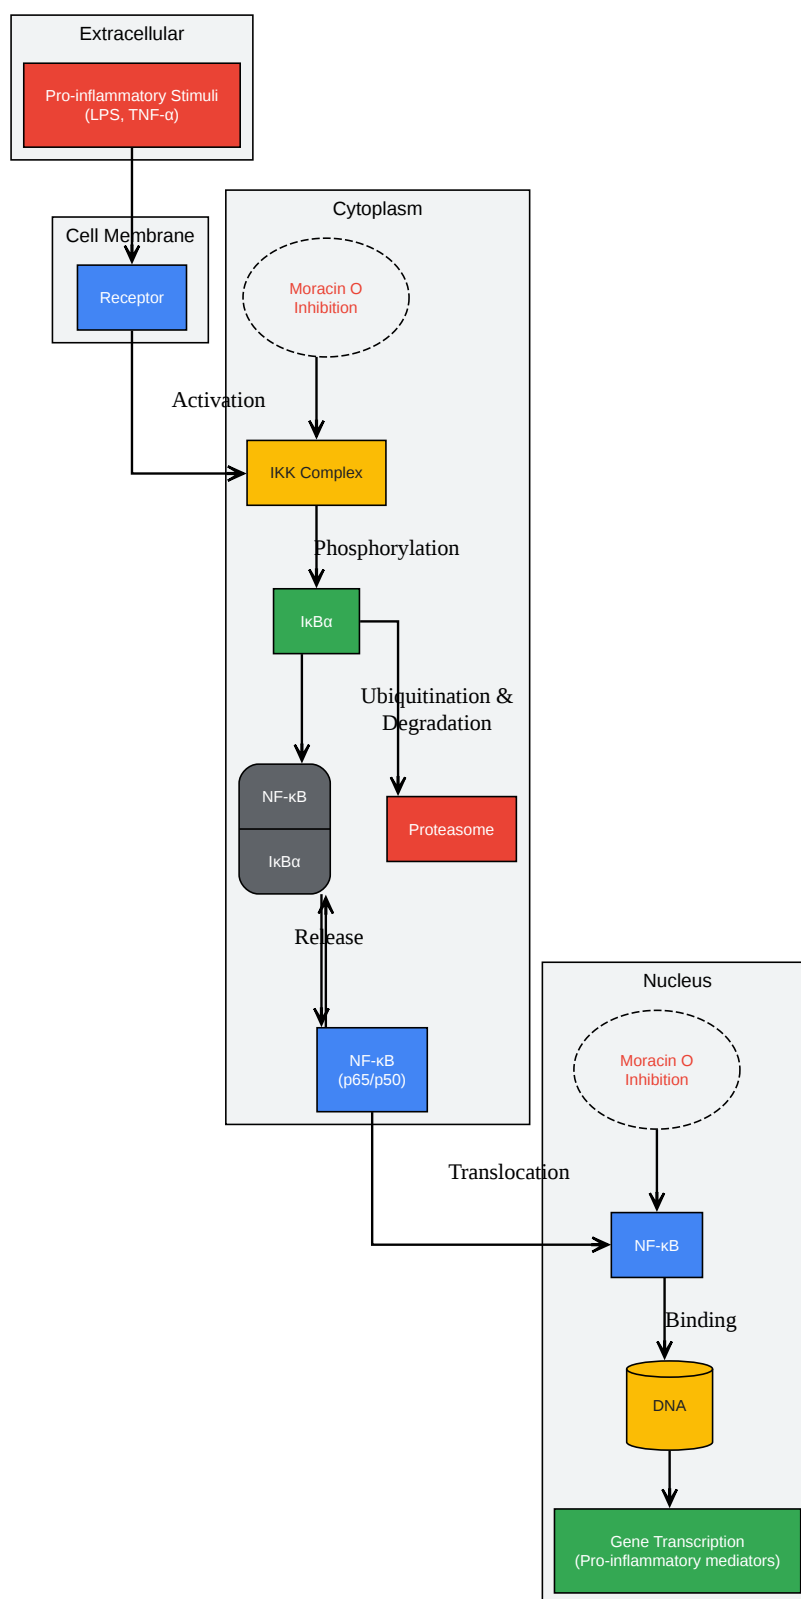 Extracellular
Pro-inflammatory Stimuli
(LPS, TNF-α)
Cell Membrane
Receptor
Cytoplasm
Moracin O
Inhibition
Activation
IKK Complex
Phosphorylation
IκBα
Ubiquitination &
Degradation
NF-κB
IκBα
Proteasome
Release
NF-κB
(p65/p50)
Translocation
Nucleus
Moracin O
Inhibition
NF-κB
Binding
DNA
Gene Transcription
(Pro-inflammatory mediators)